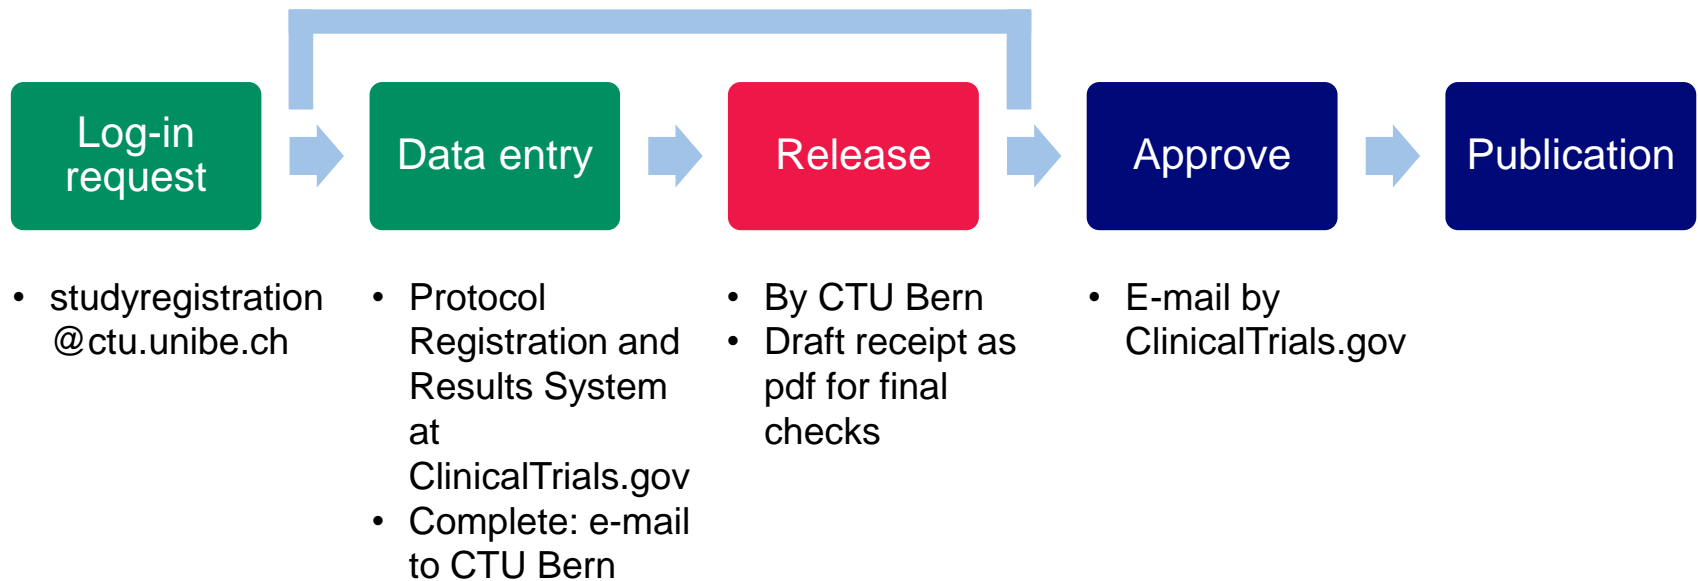 Log-in
request
Data entry
Release
Approve
Publication
• studyregistration
@ctu.unibe.ch
• Protocol
Registration and
Results System
at
ClinicalTrials.gov
• Complete: e-mail
to CTU Bern
• By CTU Bern
• Draft receipt as
pdf for final
checks
• E-mail by
ClinicalTrials.gov